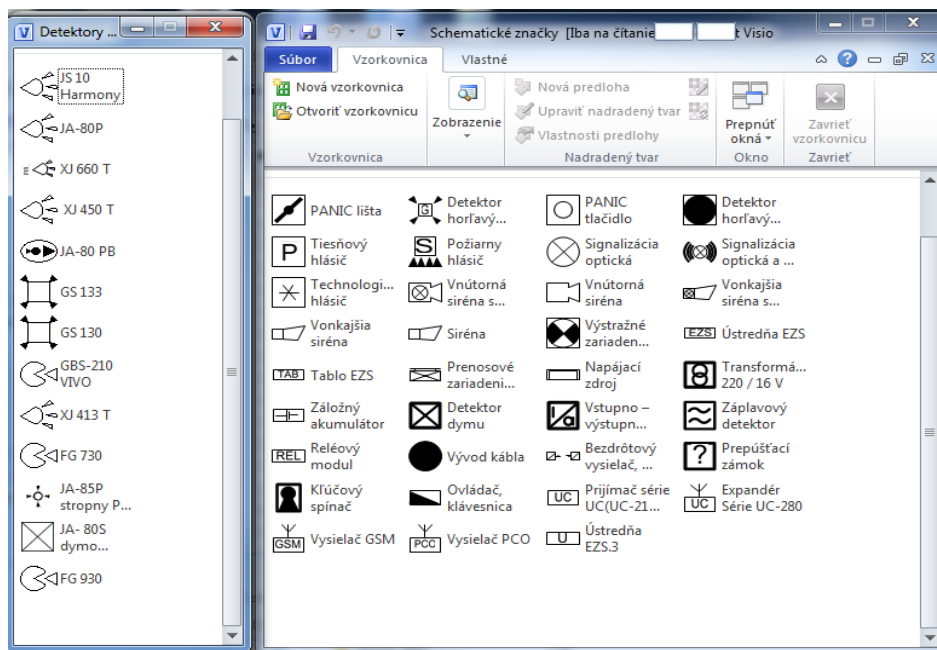 Detektory ...
JS 10
Harmony
JA-80P
XJ 660 T
XJ 450 T
JA-80 PB
GS 133
GS 130
GBS-210
VIVO
XJ 413 T
FG 730
JA-85P
stropny P...
JA- 80S
dymo...
FG 930
Schematické značky [Iba na čítanie t Visio
Súbor Vzorkovnica Vlastné
Nová vzorkovnica
Otvoriť vzorkovnicu
Vzorkovnica
Zobrazenie
Nová predloha
Upraviť nadradený tvar
Vlastnosti predlohy
Nadradený tvar
Prepnúť
okná
Okno
Zavrieť
vzorkovnicu
Zavrieť
PANIC lišta
G
Detektor
horľavý...
PANIC
tlačidlo
Detektor
horľavý...
P
Tiesňový
hlásič
S
Požiarny
hlásič
Signalizácia
optická
Signalizácia
optická a ...
Technologi...
hlásič
Vnútorná
siréna s...
Vnútorná
siréna
Vonkajšia
siréna s...
Vonkajšia
siréna
Siréna
Výstražné
zariaden...
EZS Ústredňa EZS
TAB Tablo EZS
Prenosové
zariadeni...
Napájací
zdroj
8
Transformá...
220 / 16 V
Záložný
akumulátor
Detektor
dymu
I/a
Vstupno –
výstupn...
Záplavový
detektor
REL
Reléový
modul
Vývod kábla
Bezdrôtový
vysielač, ...
?
Prepúšťací
zámok
Kľúčový
spínač
Ovládač,
klávesnica
UC
Prijímač série
UC(UC-21...
UC
Expandér
Série UC-280
GSM Vysielač GSM
PCC Vysielač PCO
U
Ústredňa
EZS.3